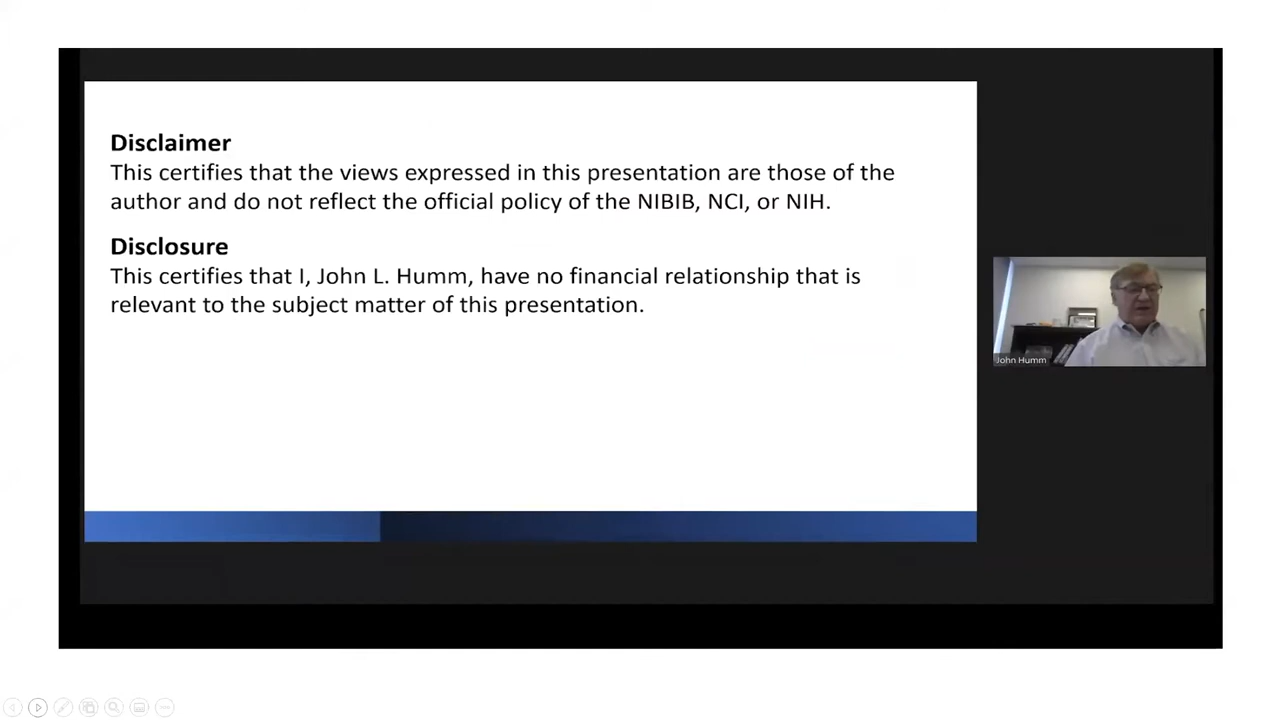 Disclaimer
This certifies that the views expressed in this presentation are those of the
author and do not reflect the official policy of the NIBIB, NCI, or NIH.
Disclosure
This certifies that I, John L. Humm, have no financial relationship that is
relevant to the subject matter of this presentation.
John Humm